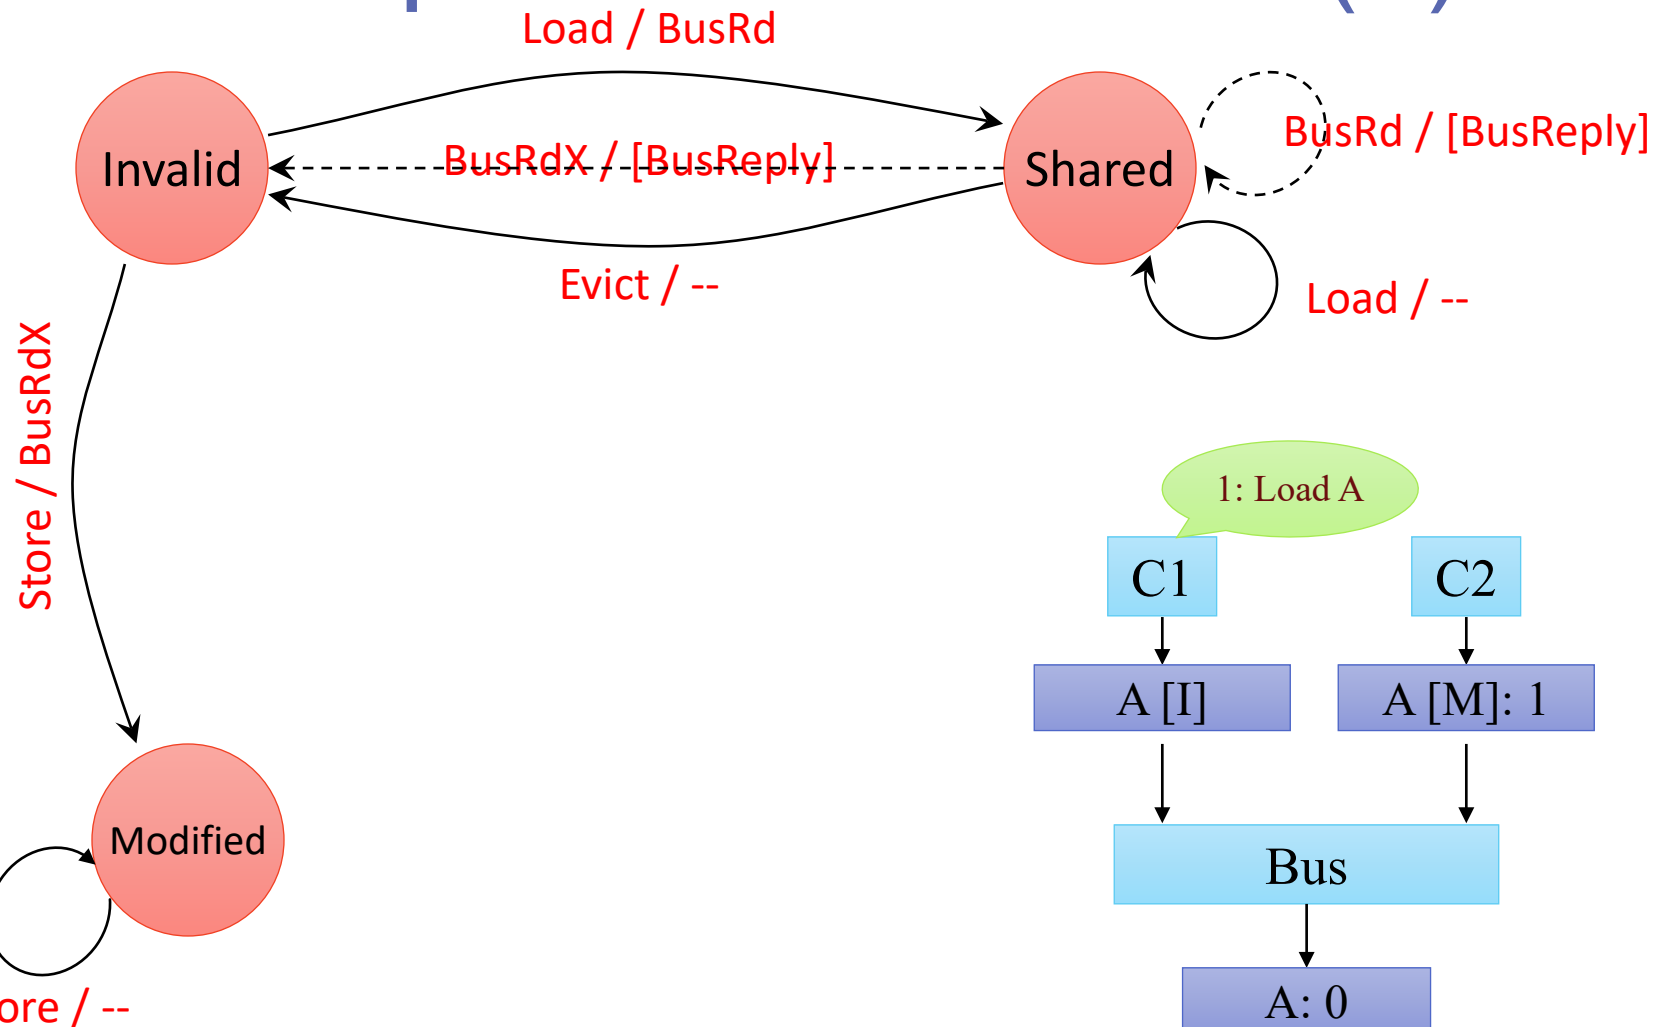 Load / BusRd
Invalid
BusRdX / [BusReply]
Shared
BusRd / [BusReply]
Evict / --
Load / --
Store / BusRdX
1: Load A
C1
C2
A [I]
A [M]: 1
Modified
Bus
A: 0
ore / --